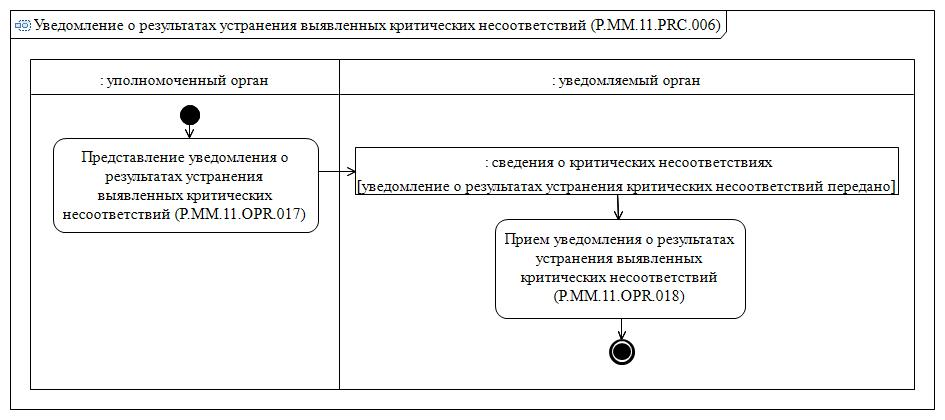 Уведомление о результатах устранения выявленных критических несоответствий (P.MM.11.PRC.006)
: уполномоченный орган
: уведомляемый орган
Представление уведомления о
результатах устранения
выявленных критических
несоответствий (P.MM.11.OPR.017)
: сведения о критических несоответствиях
[уведомление о результатах устранения критических несоответствий передано]
Прием уведомления о результатах
устранения выявленных
критических несоответствий
(P.MM.11.OPR.018)